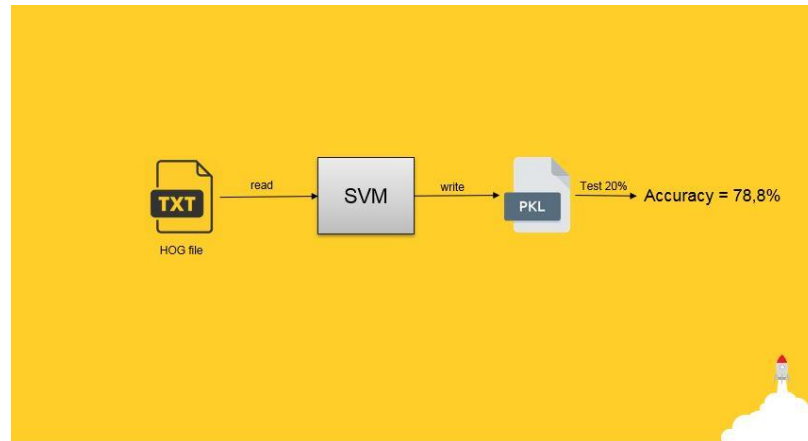 TXT
HOG file
read
SVM
write
PKL
Test 20%
Accuracy = 78,8%